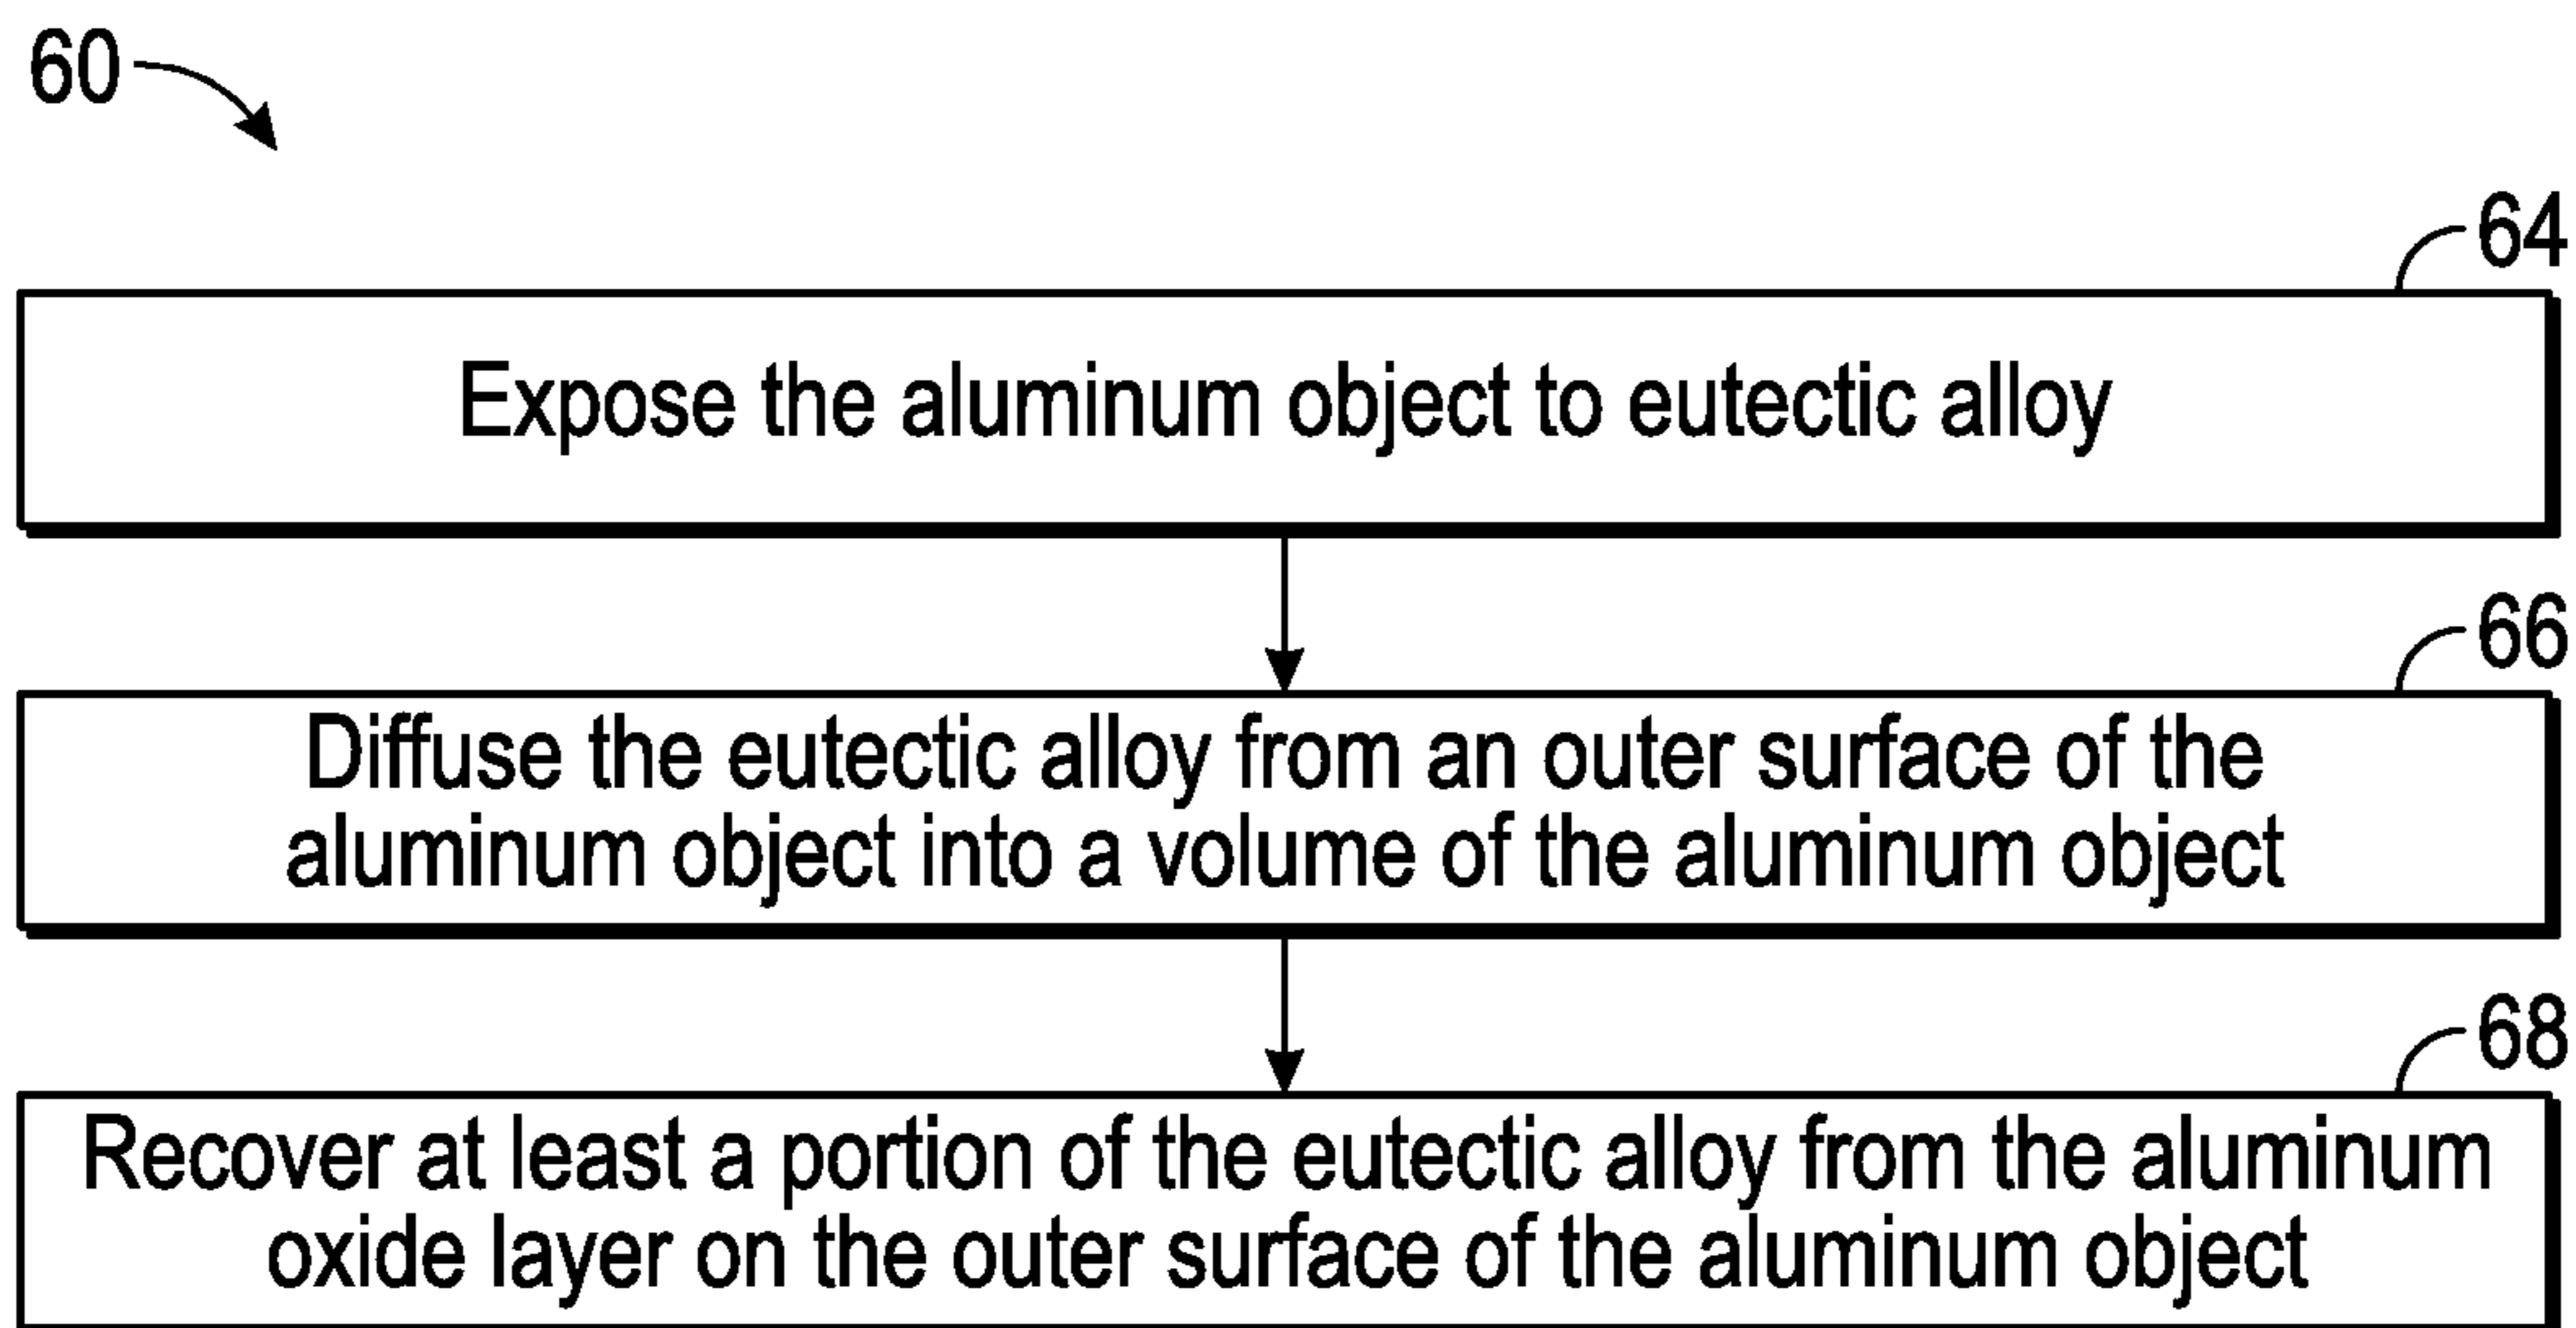 60
64
Expose the aluminum object to eutectic alloy
66
Diffuse the eutectic alloy from an outer surface of the
aluminum object into a volume of the aluminum object
68
Recover at least a portion of the eutectic alloy from the aluminum
oxide layer on the outer surface of the aluminum object